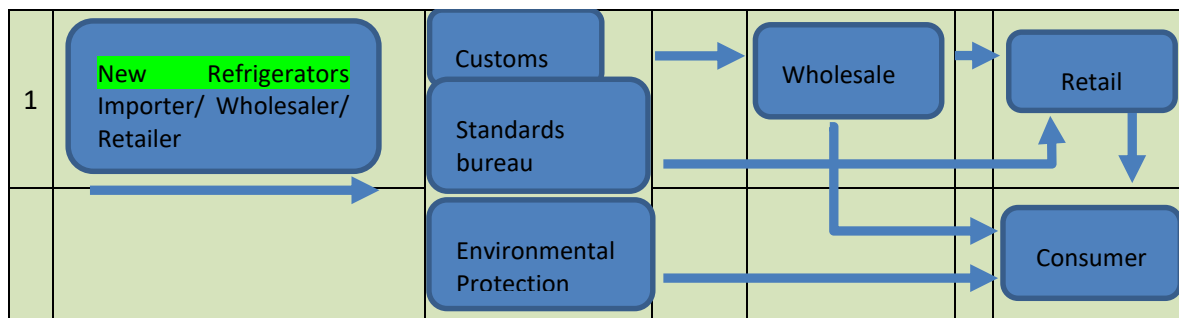 1
New Refrigerators
Importer/ Wholesaler/
Retailer
Customs
Standards
bureau
Environmental
Protection
Wholesale
Retail
Consumer